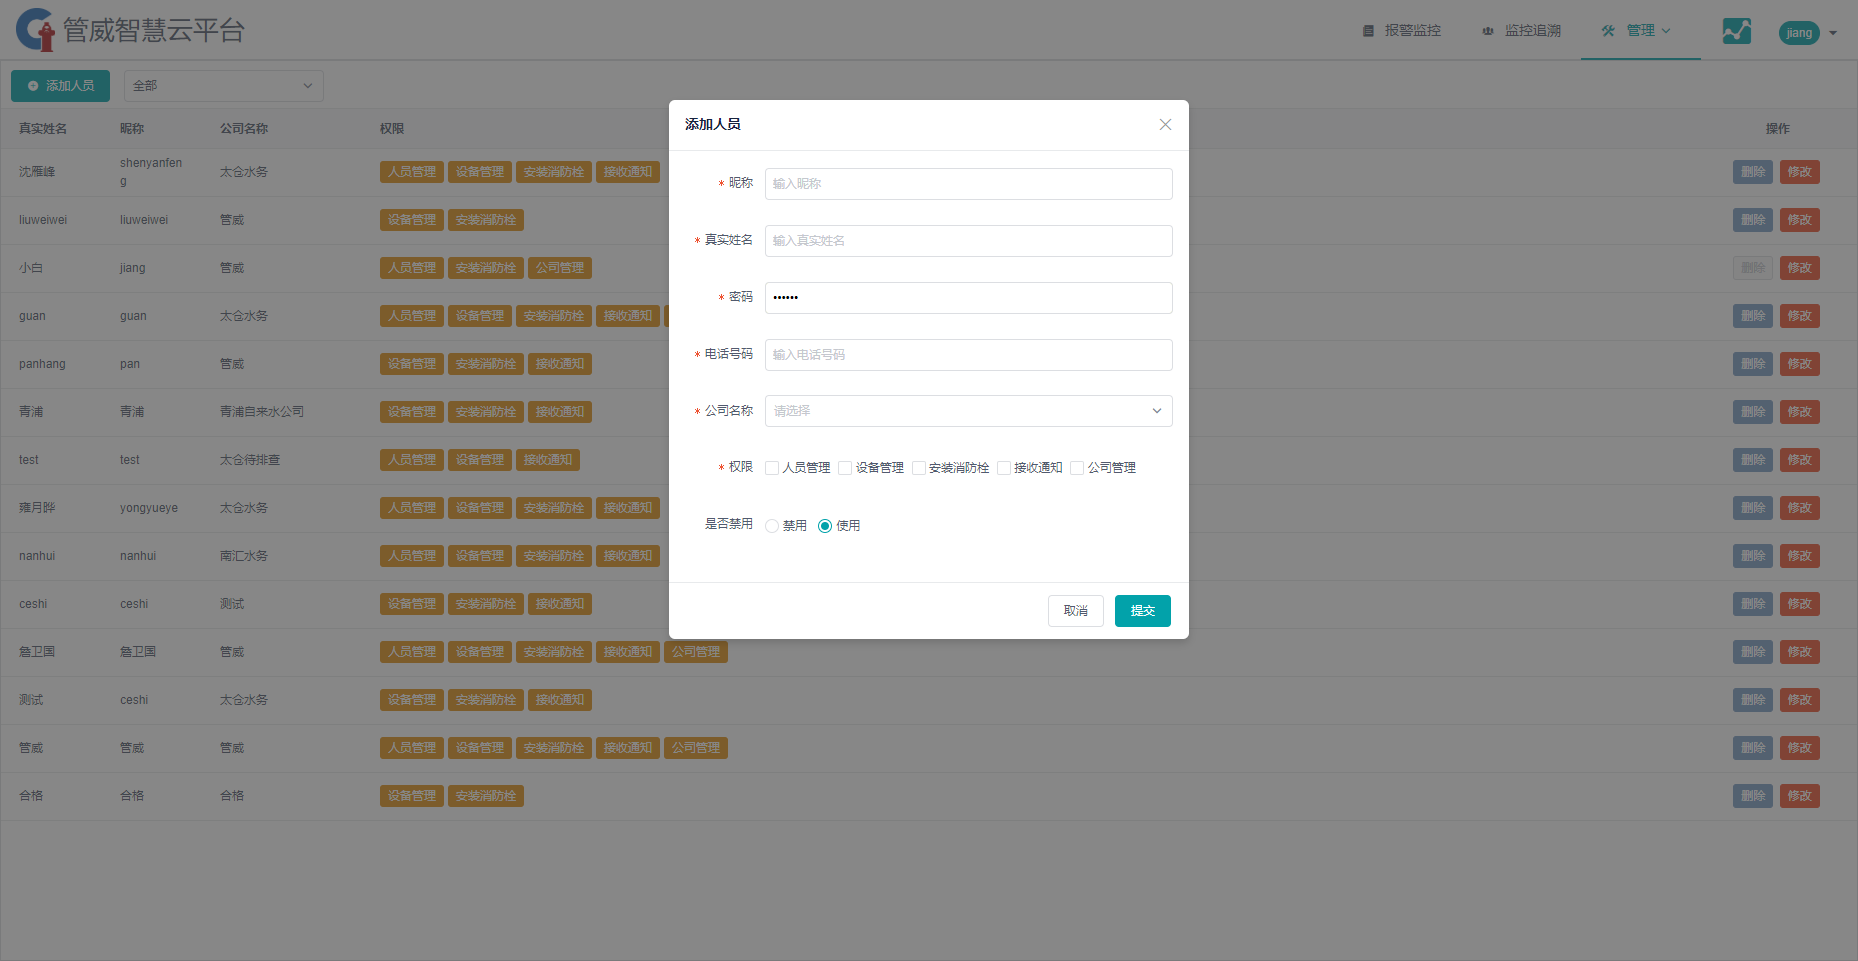 管威智慧云平台
报警监控 监控追溯 管理 jiang
添加人员 全部
真实姓名 昵称 公司名称 权限 操作
沈雁峰 shenyanfeng 太仓水务 人员管理 设备管理 安装消防栓 接收通知 删除 修改
liuweiwei liuweiwei 管威 设备管理 安装消防栓 删除 修改
小白 jiang 管威 人员管理 安装消防栓 公司管理 删除 修改
guan guan 太仓水务 人员管理 设备管理 安装消防栓 接收通知 删除 修改
panhang pan 管威 设备管理 安装消防栓 接收通知 删除 修改
青浦 青浦 青浦自来水公司 设备管理 安装消防栓 接收通知 删除 修改
test test 太仓待排查 人员管理 设备管理 接收通知 删除 修改
雍月晔 yongyueye 太仓水务 人员管理 设备管理 安装消防栓 接收通知 删除 修改
nanhui nanhui 南汇水务 人员管理 设备管理 安装消防栓 接收通知 删除 修改
ceshi ceshi 测试 设备管理 安装消防栓 接收通知 删除 修改
卫国 卫国 管威 人员管理 设备管理 安装消防栓 接收通知 公司管理 删除 修改
测试 ceshi 太仓水务 设备管理 安装消防栓 接收通知 删除 修改
管威 管威 管威 人员管理 设备管理 安装消防栓 接收通知 公司管理 删除 修改
合格 合格 合格 设备管理 安装消防栓 删除 修改
添加人员
* 昵称 输入昵称
* 真实姓名 输入真实姓名
* 密码 ••••••
* 电话号码 输入电话号码
* 公司名称 请选择
* 权限 人员管理 设备管理 安装消防栓 接收通知 公司管理
是否禁用 禁用 使用
取消 提交